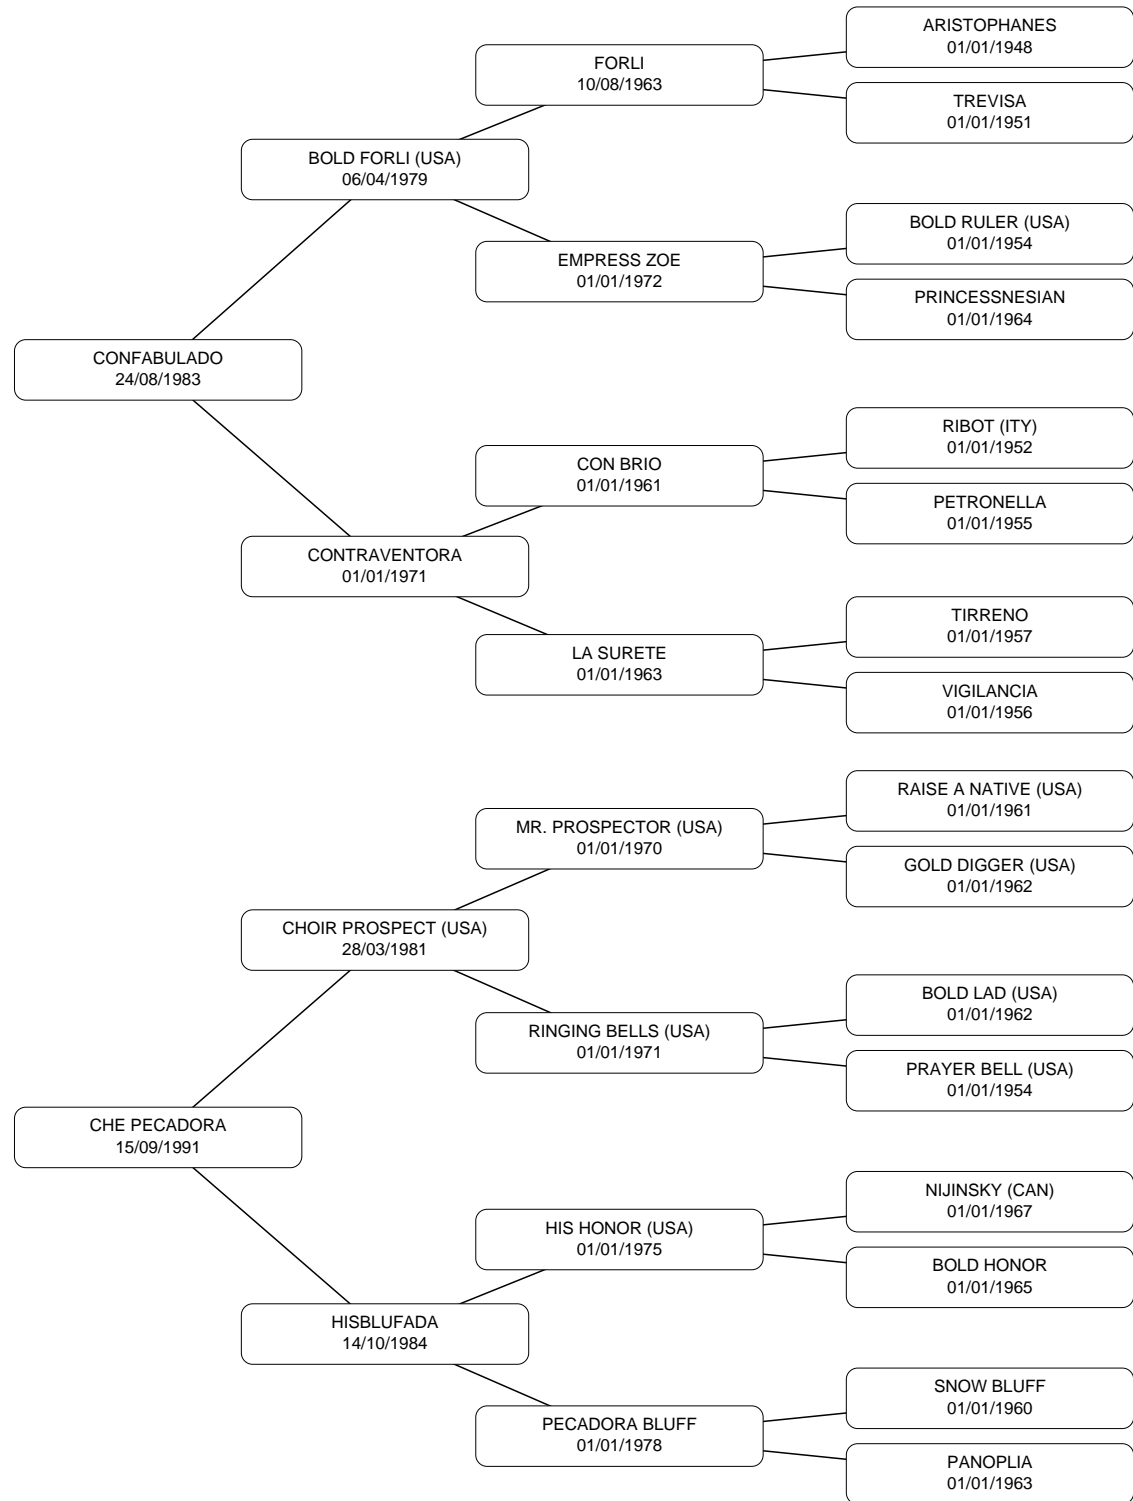 ARISTOPHANES
01/01/1948
FORLI
10/08/1963
TREVISA
01/01/1951
BOLD FORLI (USA)
06/04/1979
BOLD RULER (USA)
01/01/1954
EMPRESS ZOE
01/01/1972
PRINCESSNESIAN
01/01/1964
CONFABULADO
24/08/1983
RIBOT (ITY)
01/01/1952
CON BRIO
01/01/1961
PETRONELLA
01/01/1955
CONTRAVENTORA
01/01/1971
TIRRENO
01/01/1957
LA SURETE
01/01/1963
VIGILANCIA
01/01/1956
RAISE A NATIVE (USA)
01/01/1961
MR. PROSPECTOR (USA)
01/01/1970
GOLD DIGGER (USA)
01/01/1962
CHOIR PROSPECT (USA)
28/03/1981
BOLD LAD (USA)
01/01/1962
RINGING BELLS (USA)
01/01/1971
PRAYER BELL (USA)
01/01/1954
CHE PECADORA
15/09/1991
NIJINSKY (CAN)
01/01/1967
HIS HONOR (USA)
01/01/1975
BOLD HONOR
01/01/1965
HISBLUFADA
14/10/1984
SNOW BLUFF
01/01/1960
PECADORA BLUFF
01/01/1978
PANOPLIA
01/01/1963